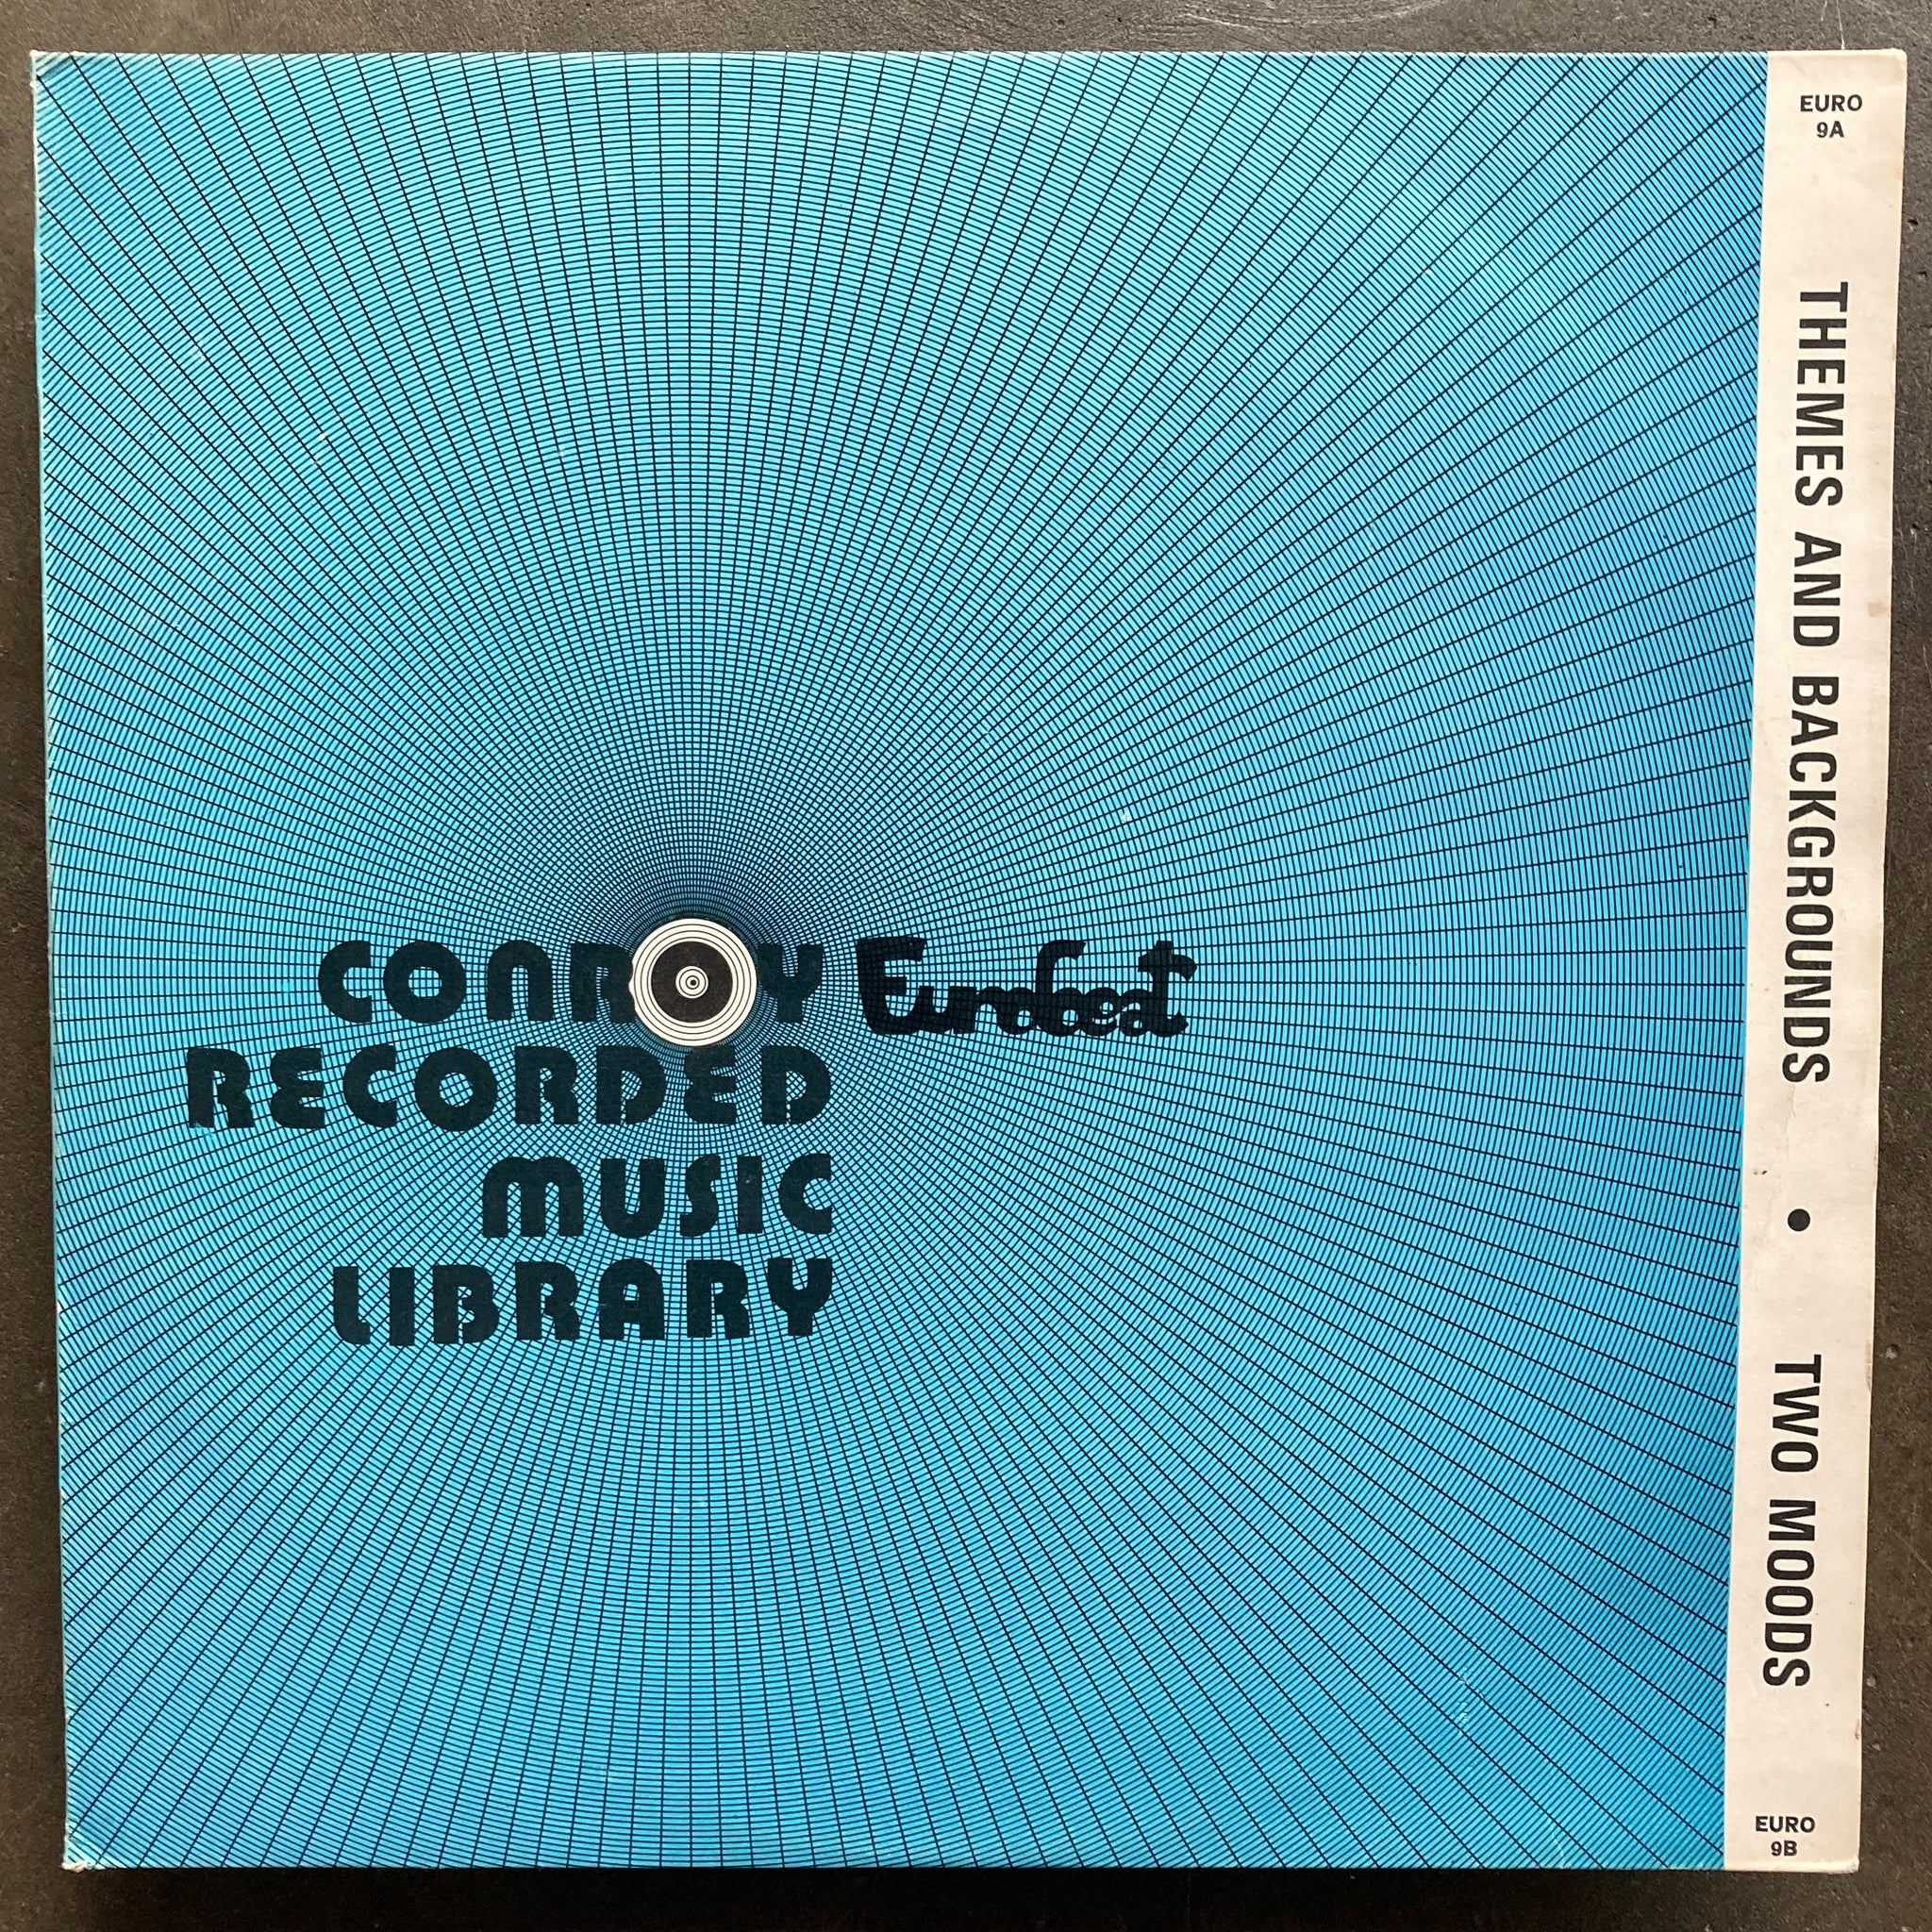 CONROY Eurobeat
RECORDED
MUSIC
LIBRARY
EURO
9A
THEMES AND BACKGROUNDS • TWO MOODS
EURO
9B